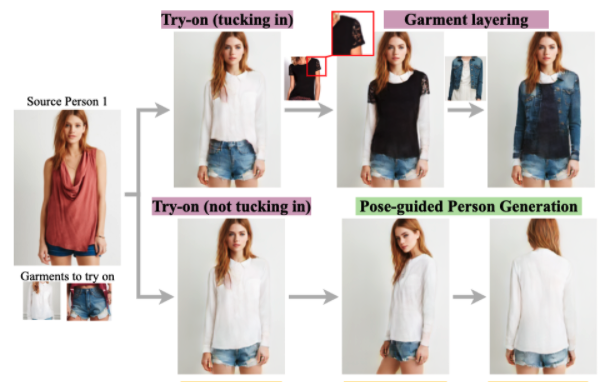 Try-on (tucking in)
Garment layering
Source Person 1
Garments to try on
Try-on (not tucking in)
Pose-guided Person Generation